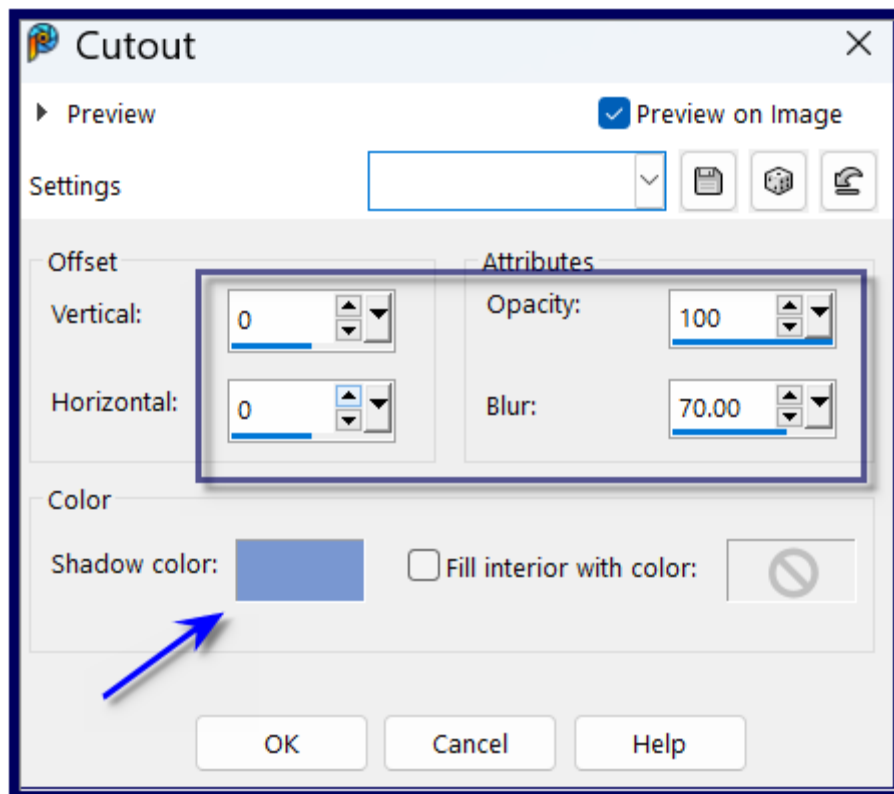 Cutout
Preview
Preview on Image
Settings
Offset
Attributes
Vertical: 0
Opacity: 100
Horizontal: 0
Blur: 70.00
Color
Shadow color:
Fill interior with color:
OK
Cancel
Help